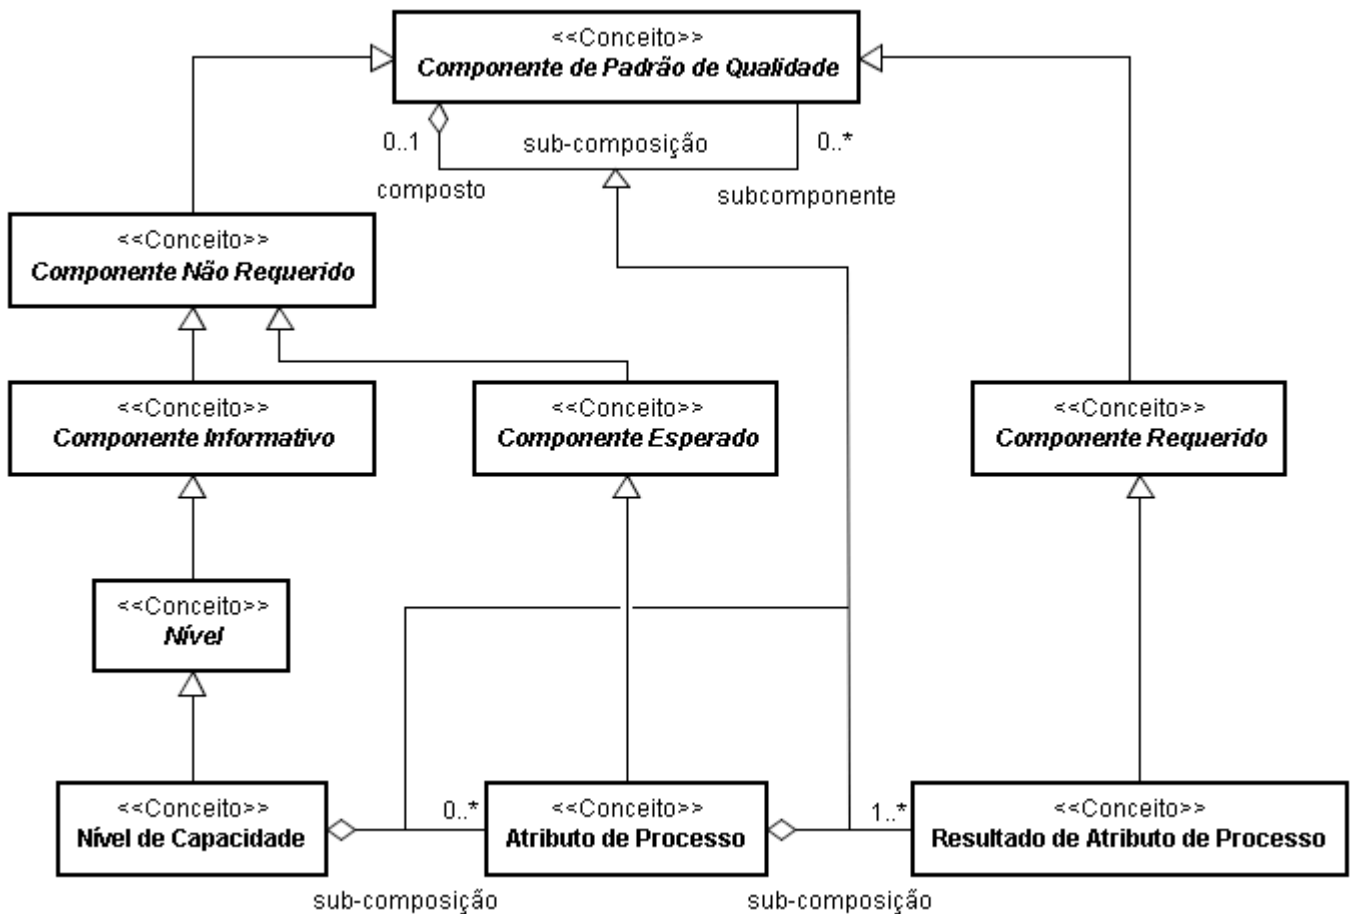 <<Conceito>>
Componente de Padrão de Qualidade
0..1
sub-composição
0..*
composto
subcomponente
<<Conceito>>
Componente Não Requerido
<<Conceito>>
Componente Informativo
<<Conceito>>
Componente Esperado
<<Conceito>>
Componente Requerido
<<Conceito>>
Nível
<<Conceito>>
Nível de Capacidade
0..*
<<Conceito>>
Atributo de Processo
1..*
<<Conceito>>
Resultado de Atributo de Processo
sub-composição
sub-composição